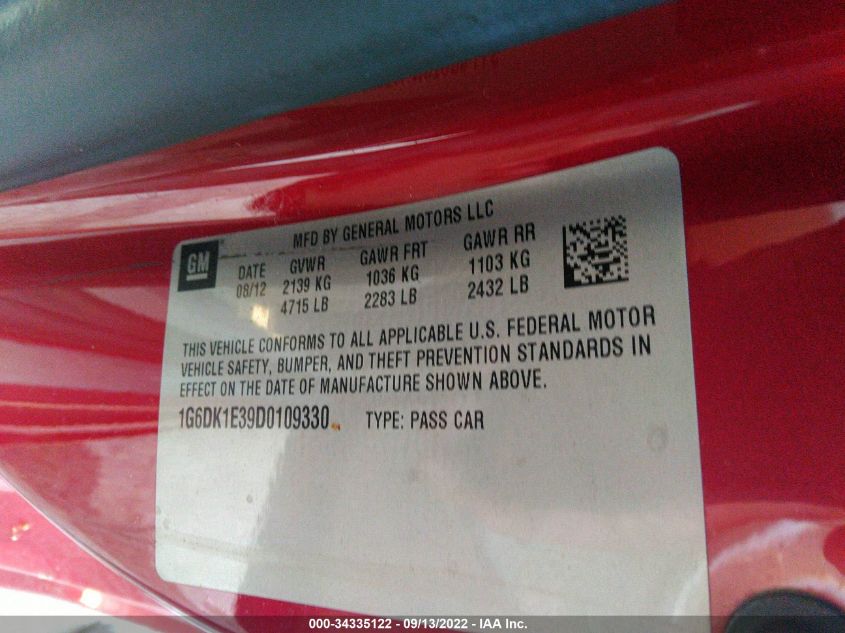 MFD BY GENERAL MOTORS LLC
GM
DATE GVWR GAWR FRT GAWR RR
08/12 2139 KG 1036 KG 1103 KG
4715 LB 2283 LB 2432 LB
THIS VEHICLE CONFORMS TO ALL APPLICABLE U.S. FEDERAL MOTOR
VEHICLE SAFETY, BUMPER, AND THEFT PREVENTION STANDARDS IN
EFFECT ON THE DATE OF MANUFACTURE SHOWN ABOVE.
1G6DK1E39D0109330 TYPE: PASS CAR
000-34335122 - 09/13/2022 - IAA Inc.